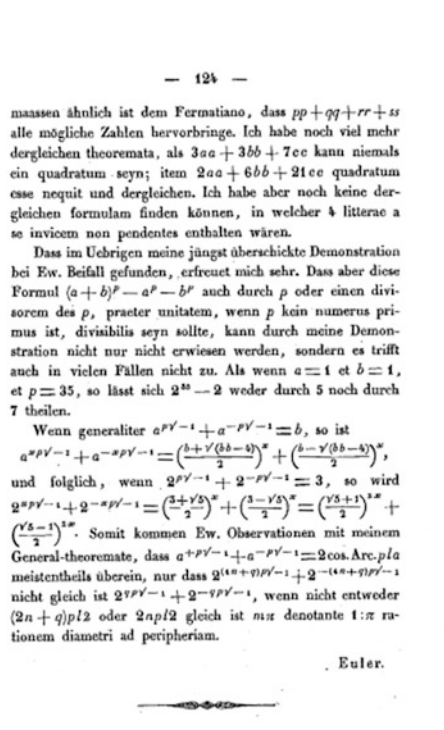 — 124 —
maassen ähnlich ist dem Fermatiano, dass pp+qq+rr+ss
alle mögliche Zahlen hervorbringe. Ich habe noch viel mehr
dergleichen theoremata, als 3aa+3bb+7cc kann niemals
ein quadratum seyn; item 2aa+6bb+21cc quadratum
esse nequit und dergleichen. Ich habe aber noch keine der-
gleichen formulam finden können, in welcher 4 litterae a
se invicem non pendentes enthalten wären.
Dass im Uebrigen meine jüngst überschickte Demonstration
bei Ew. Beifall gefunden, erfreuet mich sehr. Dass aber diese
Formul (a+b)^p — a^p — b^p auch durch p oder einen divi-
sorem des p, praeter unitatem, wenn p kein numerus pri-
mus ist, divisibilis seyn sollte, kann durch meine Demon-
stration nicht nur nicht erwiesen werden, sondern es trifft
auch in vielen Fällen nicht zu. Als wenn a=1 et b=1,
et p=35, so lässt sich 2^35 — 2 weder durch 5 noch durch
7 theilen.
Wenn generaliter a^{p√−1}+a^{−p√−1}=b, so ist
a^{xp√−1}+a^{−xp√−1}=((b+√(bb−4))/2)^x+((b−√(bb−4))/2)^x,
und folglich, wenn 2^{p√−1}+2^{−p√−1}=3, so wird
2^{xp√−1}+2^{−xp√−1}=((3+√5)/2)^x+((3−√5)/2)^x=((√5+1)/2)^{2x}+
((√5−1)/2)^{2x}. Somit kommen Ew. Observationen mit meinem
General-theoremate, dass a^{+p√−1}+a^{−p√−1}=2cos.Arc.pla
meistentheils überein, nur dass 2^{(4n+q)p√−1}+2^{−(4n+q)p√−1}
nicht gleich ist 2^{qp√−1}+2^{−qp√−1}, wenn nicht entweder
(2n+q)pl2 oder 2npl2 gleich ist mπ denotante 1:π ra-
tionem diametri ad peripheriam.
Euler.